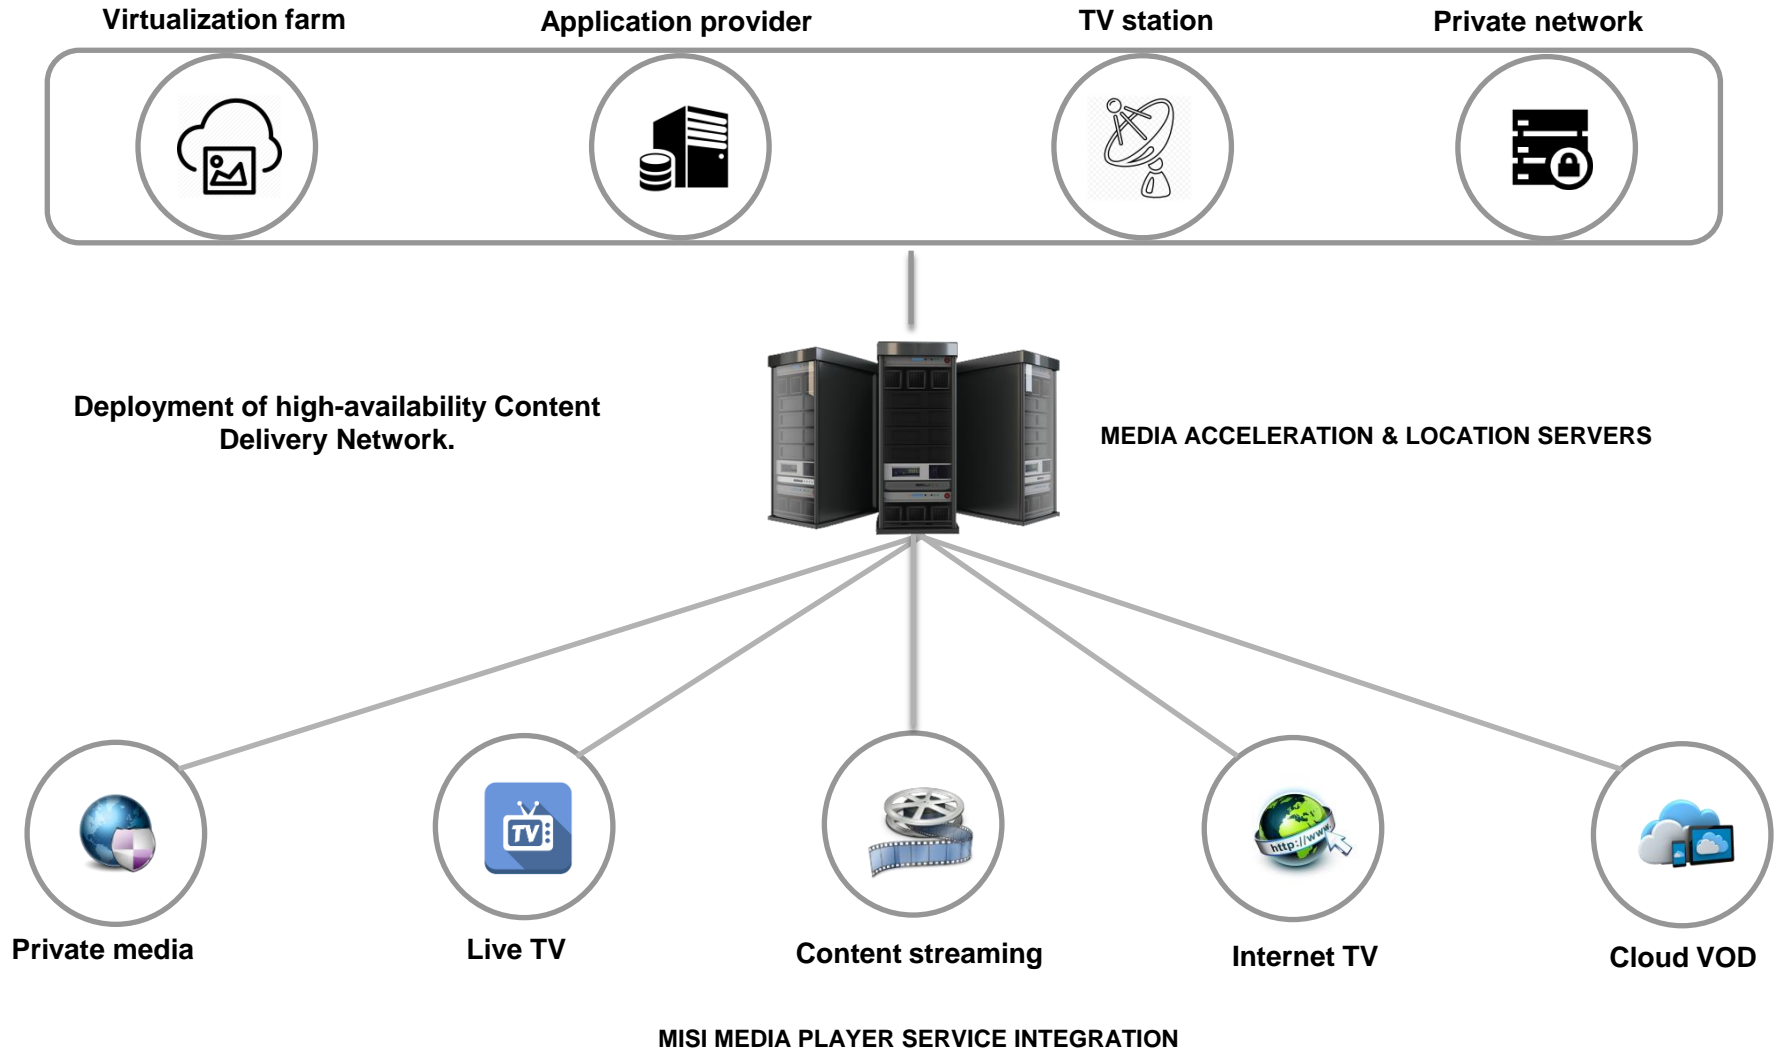 Virtualization farm
Application provider
TV station
Private network
Deployment of high-availability Content
Delivery Network.
MEDIA ACCELERATION & LOCATION SERVERS
TV
http://www.
Private media
Live TV
Content streaming
Internet TV
Cloud VOD
MISI MEDIA PLAYER SERVICE INTEGRATION